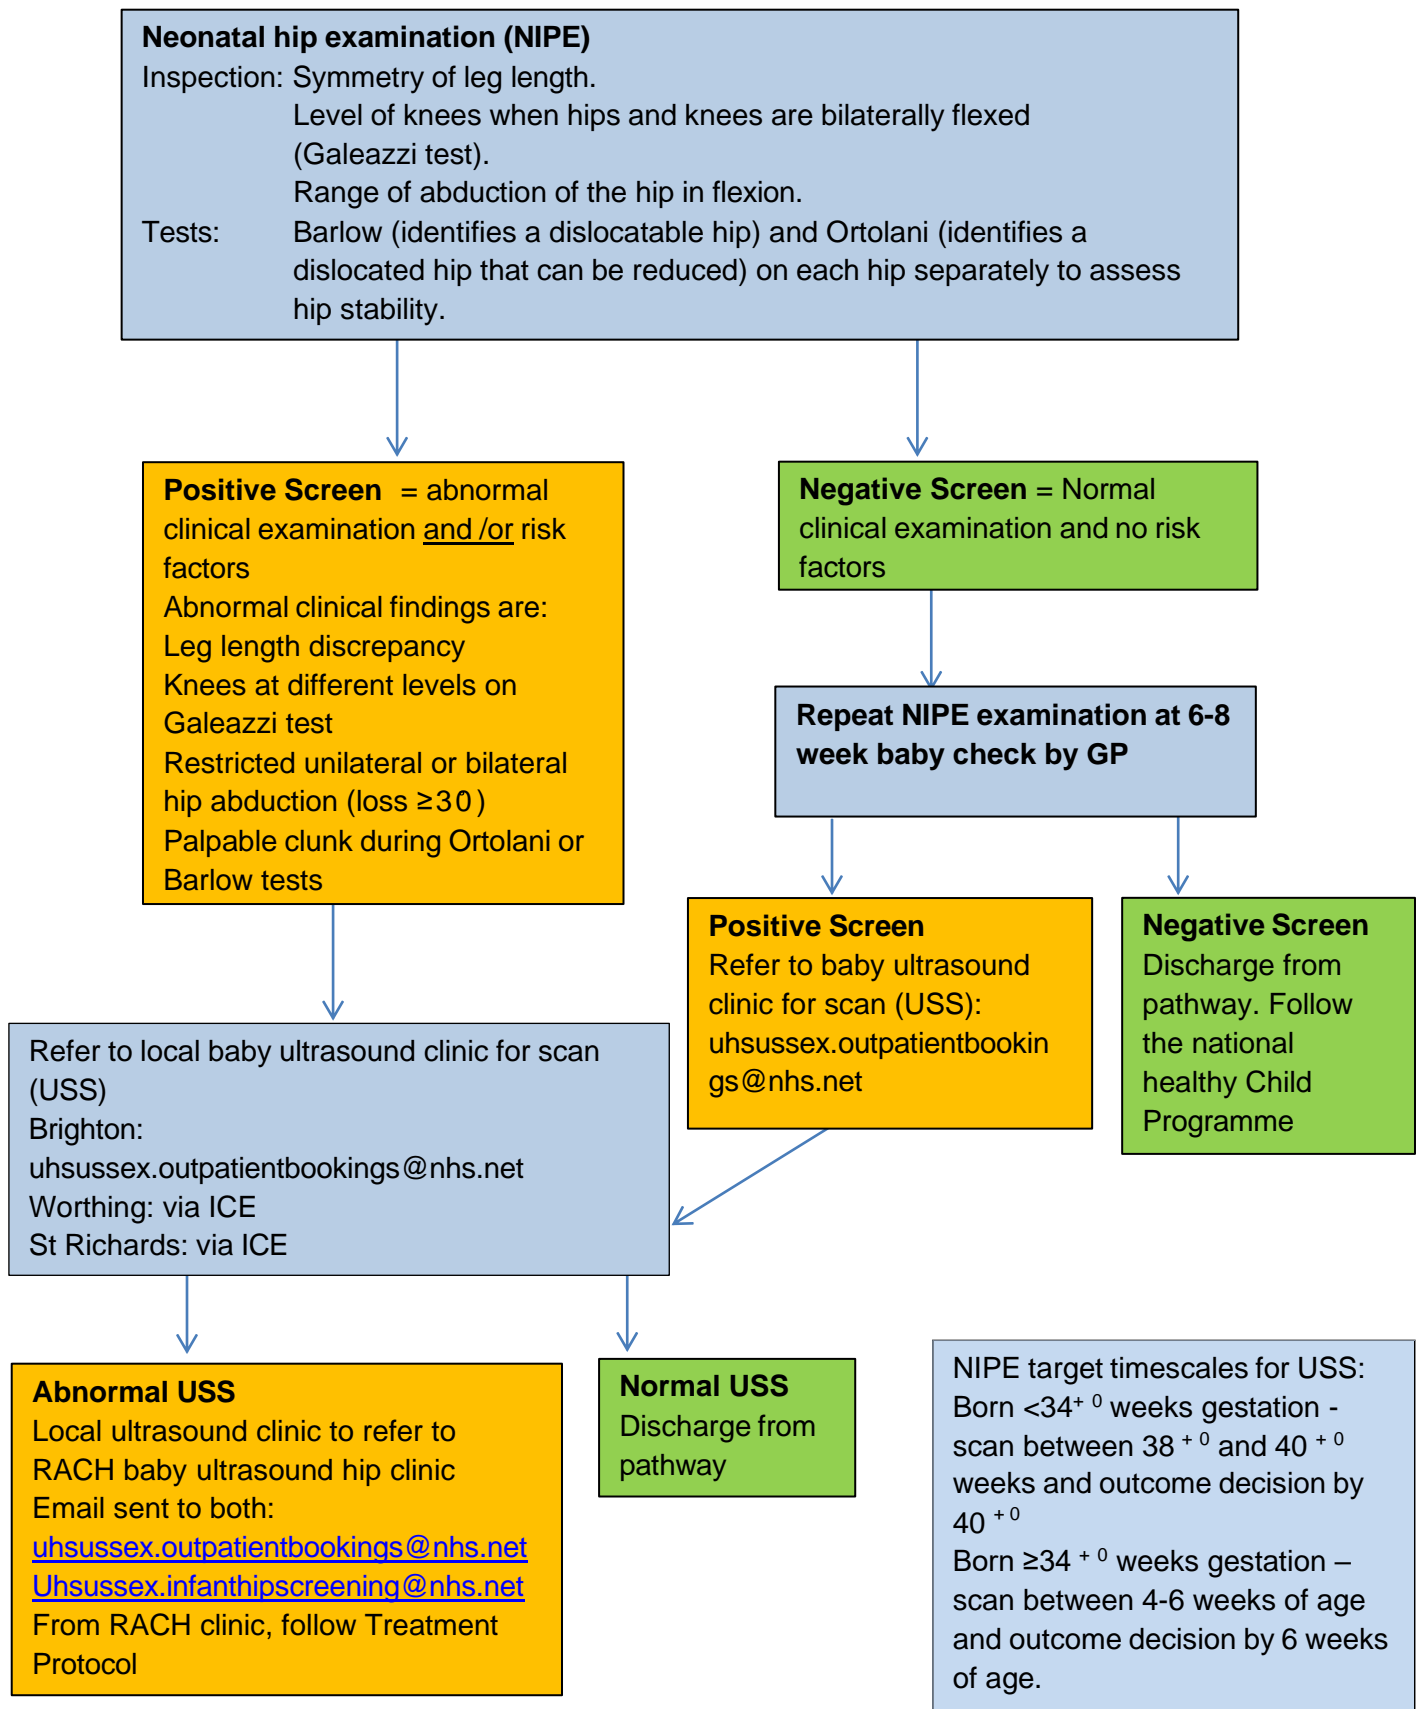 Neonatal hip examination (NIPE)
Inspection: Symmetry of leg length.
Level of knees when hips and knees are bilaterally flexed
(Galeazzi test).
Range of abduction of the hip in flexion.
Tests: Barlow (identifies a dislocatable hip) and Ortolani (identifies a
dislocated hip that can be reduced) on each hip separately to assess
hip stability.
Positive Screen = abnormal
clinical examination and /or risk
factors
Abnormal clinical findings are:
Leg length discrepancy
Knees at different levels on
Galeazzi test
Restricted unilateral or bilateral
hip abduction (loss ≥30̊)
Palpable clunk during Ortolani or
Barlow tests
Negative Screen = Normal
clinical examination and no risk
factors
Repeat NIPE examination at 6-8
week baby check by GP
Positive Screen
Refer to baby ultrasound
clinic for scan (USS):
uhsussex.outpatientbookin
gs@nhs.net
Negative Screen
Discharge from
pathway. Follow
the national
healthy Child
Programme
Refer to local baby ultrasound clinic for scan
(USS)
Brighton:
uhsussex.outpatientbookings@nhs.net
Worthing: via ICE
St Richards: via ICE
Abnormal USS
Local ultrasound clinic to refer to
RACH baby ultrasound hip clinic
Email sent to both:
uhsussex.outpatientbookings@nhs.net
Uhsussex.infanthipscreening@nhs.net
From RACH clinic, follow Treatment
Protocol
Normal USS
Discharge from
pathway
NIPE target timescales for USS:
Born <34⁺ ⁰ weeks gestation -
scan between 38 ⁺ ⁰ and 40 ⁺ ⁰
weeks and outcome decision by
40 ⁺ ⁰
Born ≥34 ⁺ ⁰ weeks gestation –
scan between 4-6 weeks of age
and outcome decision by 6 weeks
of age.